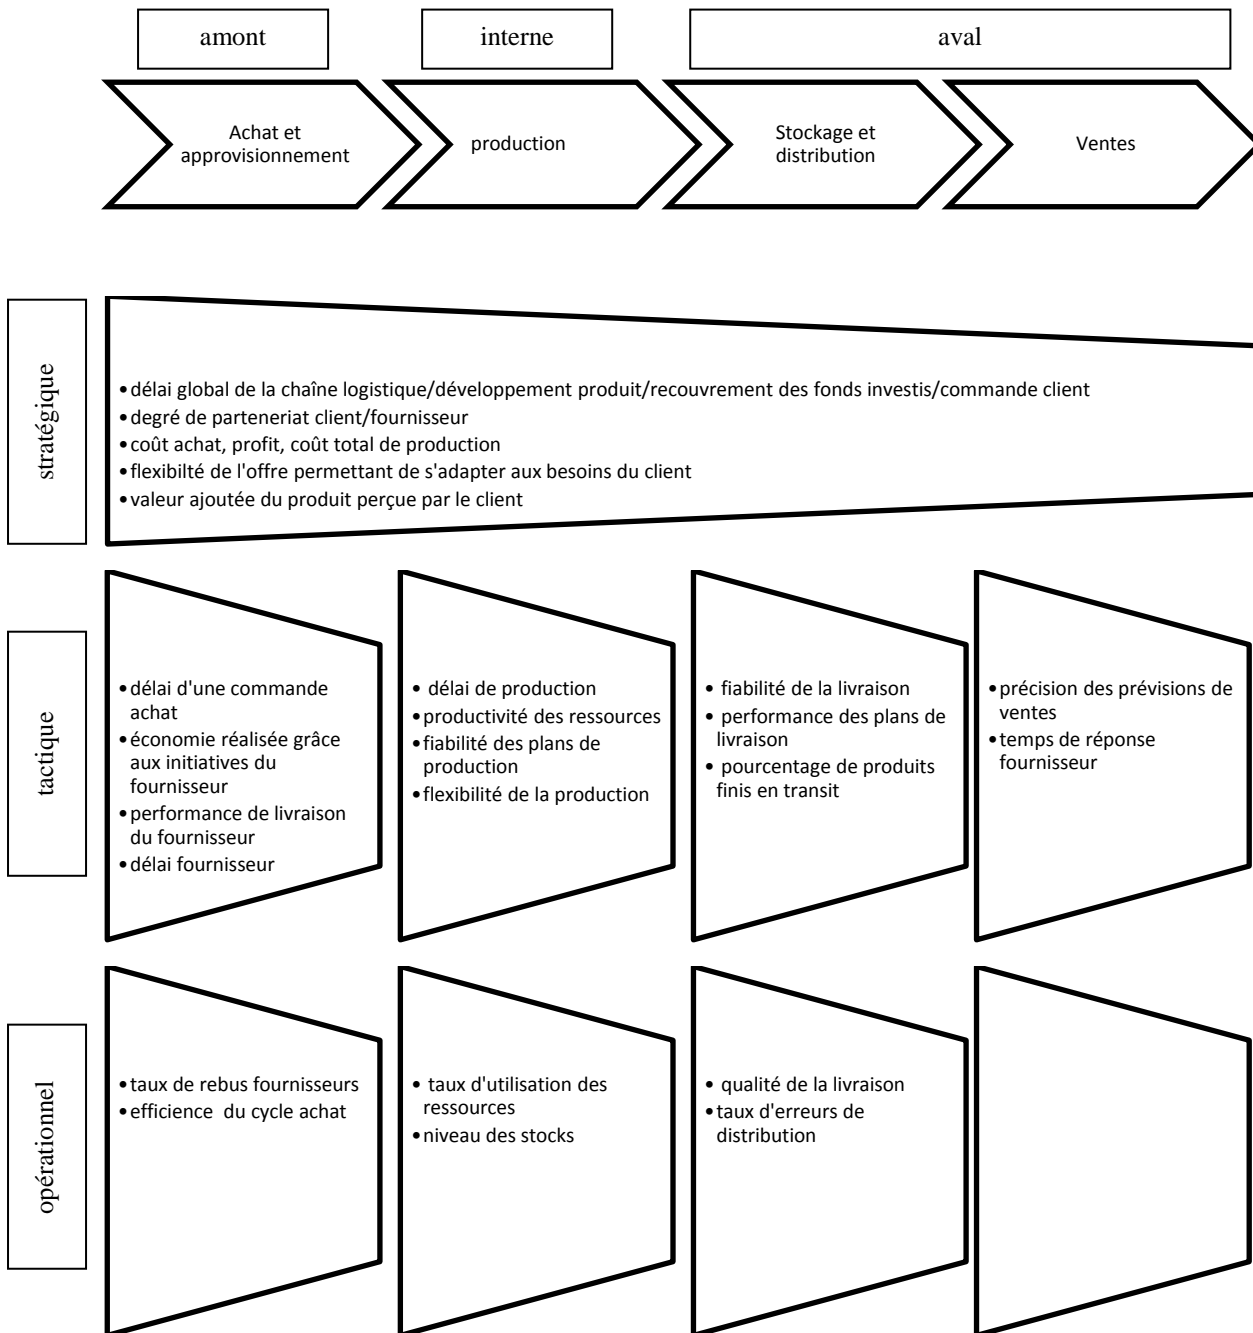 amont
interne
aval
Achat et
approvisionnement
production
Stockage et
distribution
Ventes
stratégique
•délai global de la chaîne logistique/développement produit/recouvrement des fonds investis/commande client
•degré de parteneriat client/fournisseur
•coût achat, profit, coût total de production
•flexibilté de l'offre permettant de s'adapter aux besoins du client
•valeur ajoutée du produit perçue par le client
tactique
•délai d'une commande
achat
•économie réalisée grâce
aux initiatives du
fournisseur
•performance de livraison
du fournisseur
•délai fournisseur
• délai de production
•productivité des ressources
•fiabilité des plans de
production
•flexibilité de la production
• fiabilité de la livraison
• performance des plans de
livraison
• pourcentage de produits
finis en transit
•précision des prévisions de
ventes
•temps de réponse
fournisseur
opérationnel
•taux de rebus fournisseurs
•efficience du cycle achat
• taux d'utilisation des
ressources
•niveau des stocks
• qualité de la livraison
•taux d'erreurs de
distribution